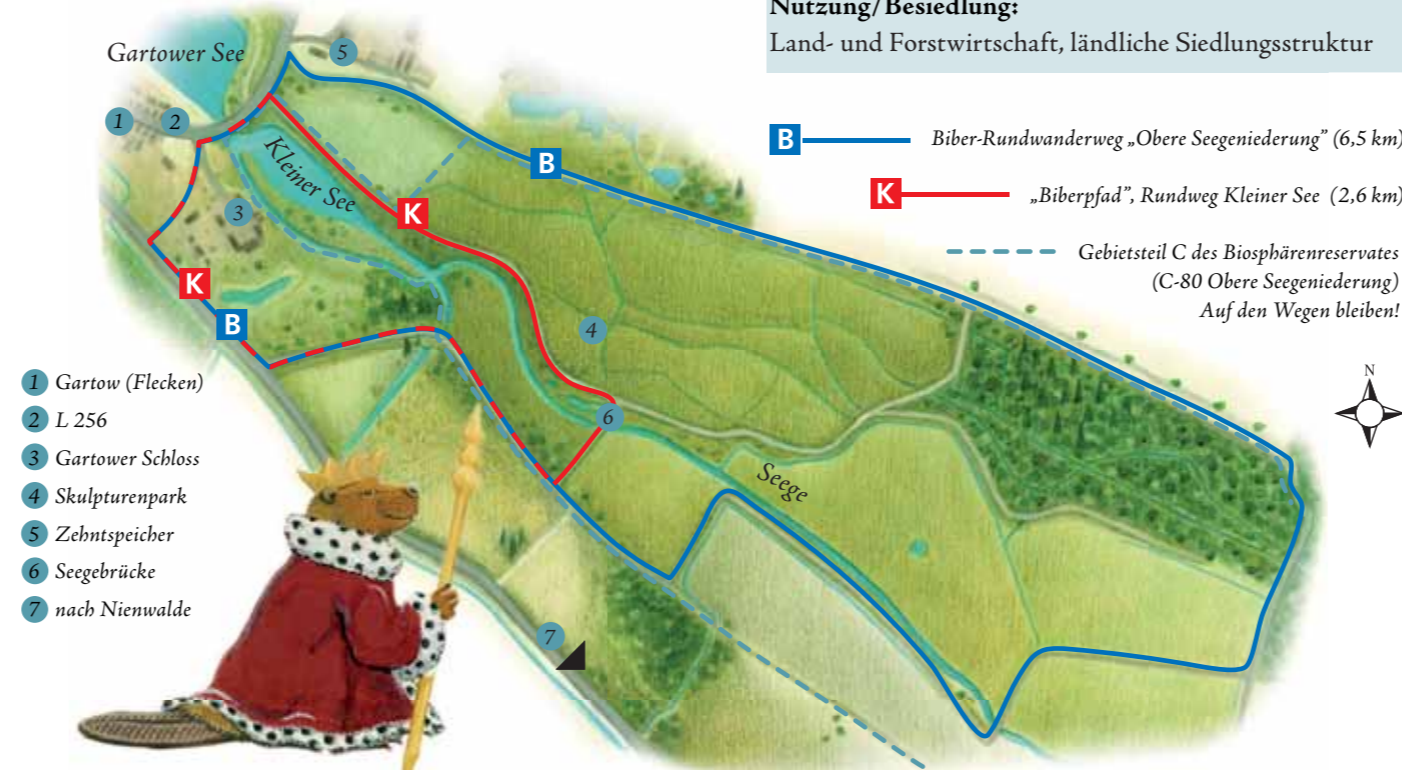 Nutzung/Besiedlung:
Land- und Forstwirtschaft, ländliche Siedlungsstruktur
B Biber-Rundwanderweg „Obere Seegeniederung” (6,5 km)
K „Biberpfad”, Rundweg Kleiner See (2,6 km)
Gebietsteil C des Biosphärenreservates
(C-80 Obere Seegeniederung)
Auf den Wegen bleiben!
N
Gartower See
5
1
2
Kleiner See
B
3
K
K
B
4
6
Seege
7
1 Gartow (Flecken)
2 L 256
3 Gartower Schloss
4 Skulpturenpark
5 Zehntspeicher
6 Seegebrücke
7 nach Nienwalde